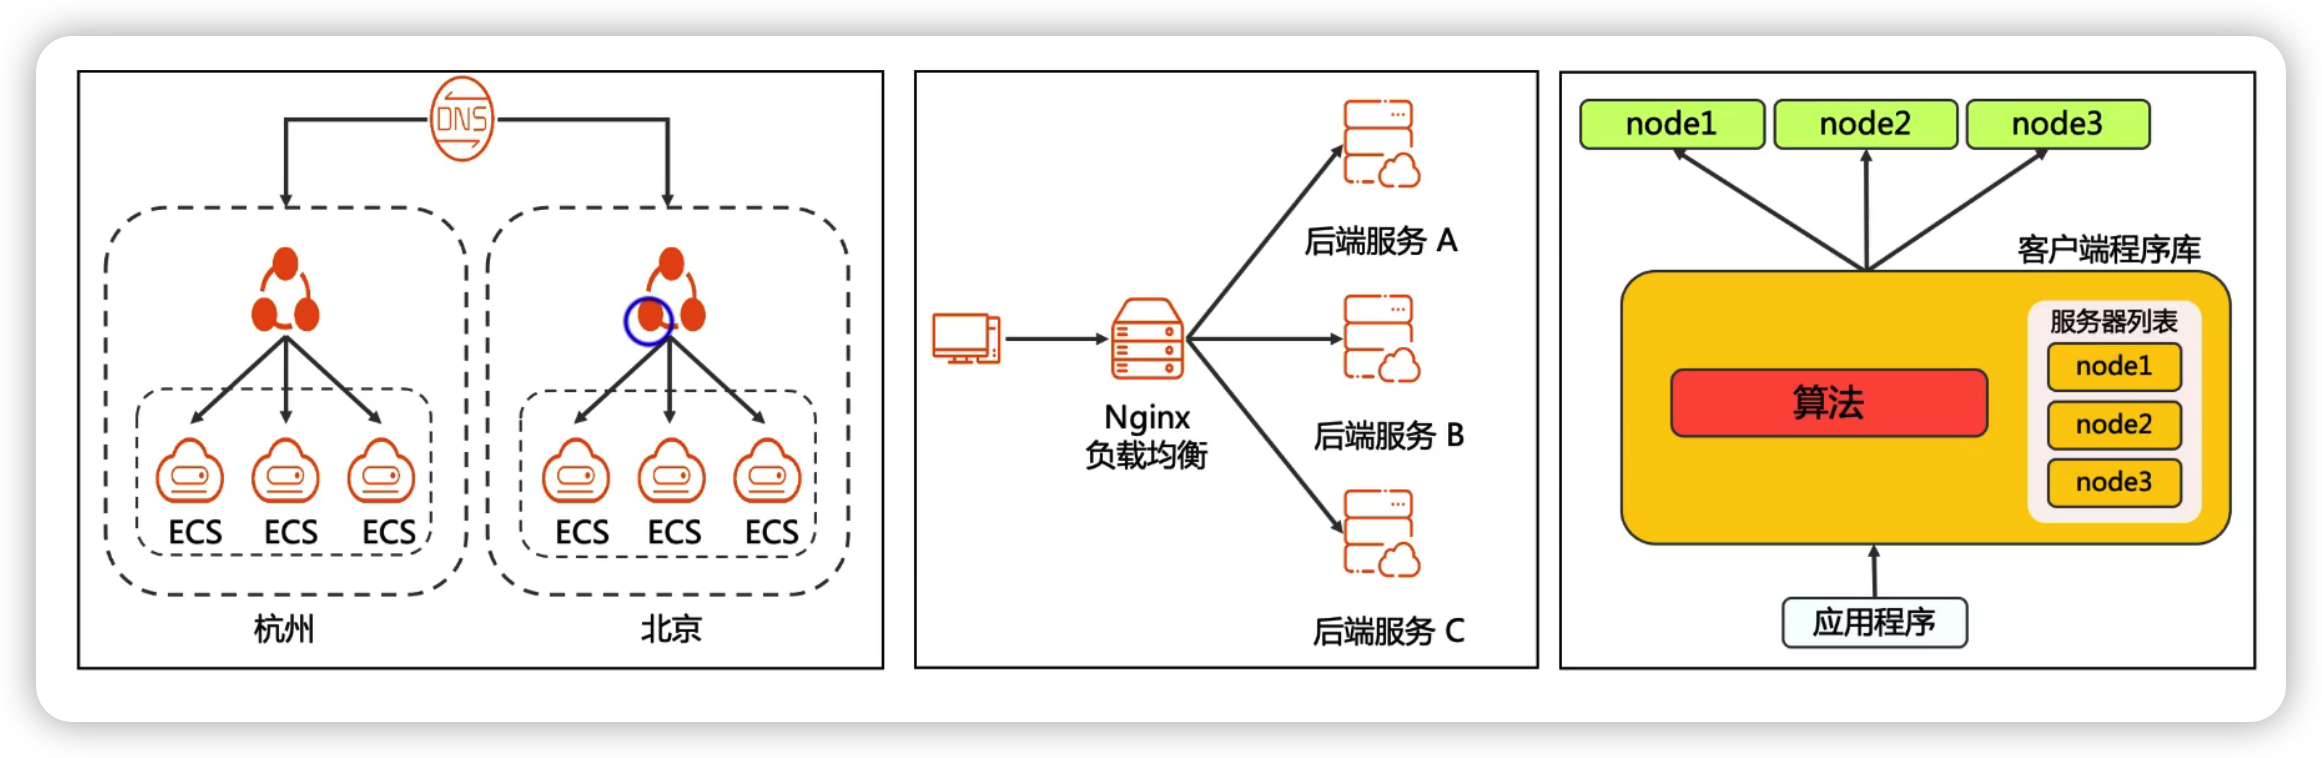 DNS
ECS ECS ECS
杭州
ECS ECS ECS
北京
Nginx
负载均衡
后端服务 A
后端服务 B
后端服务 C
node1 node2 node3
客户端程序库
算法
服务器列表
node1
node2
node3
应用程序